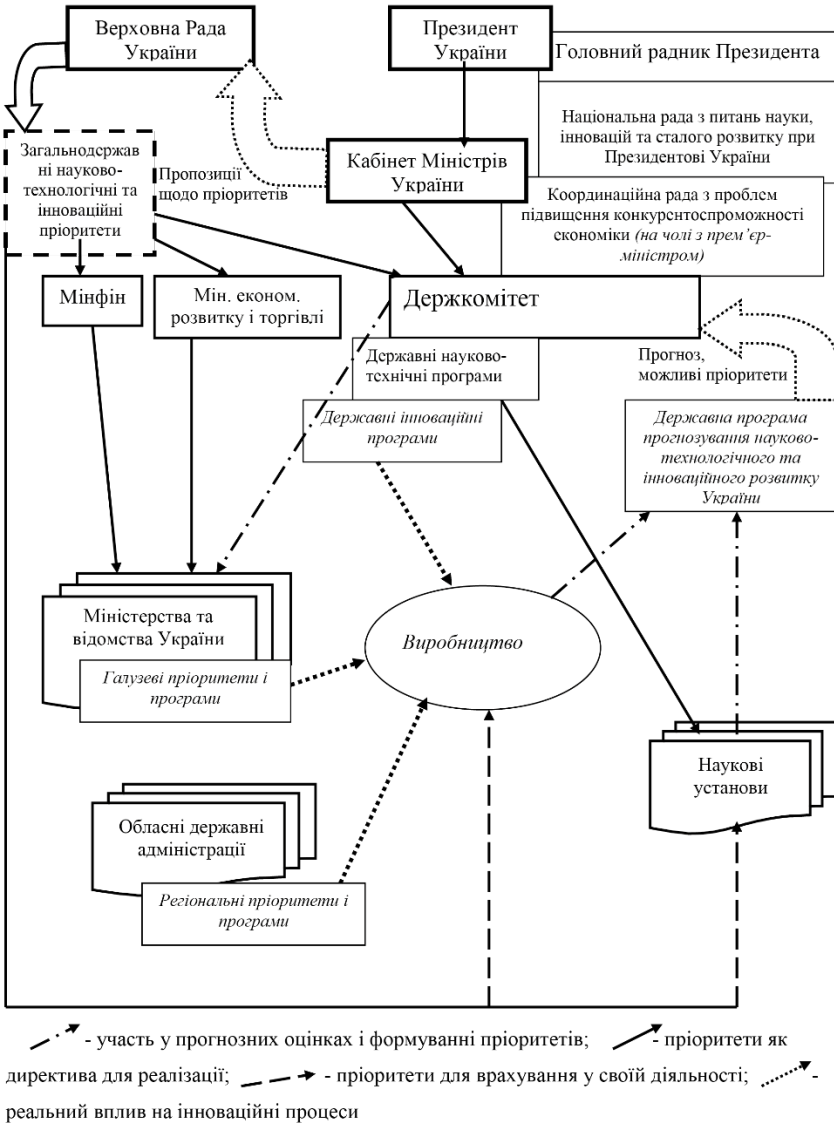 Верховна Рада
України
Президент
України
Головний радник Президента
Національна рада з питань науки,
інновацій та сталого розвитку при
Президентові України
Загальнодержав
ні науково-
технологічні та
інноваційні
пріоритети
Пропозиції
щодо пріоритетів
Кабінет Міністрів
України
Координаційна рада з проблем
підвищення конкурентоспроможності
економіки (на чолі з прем’єр-
міністром)
Мінфін
Мін. економ.
розвитку і торгівлі
Держкомітет
Державні науково-
технічні програми
Прогноз,
можливі пріоритети
Державні інноваційні
програми
Державна програма
прогнозування науково-
технологічного та
інноваційного розвитку
України
Міністерства та
відомства України
Галузеві пріоритети і
програми
Виробництво
Наукові
установи
Обласні державні
адміністрації
Регіональні пріоритети і
програми
- участь у прогнозних оцінках і формуванні пріоритетів; - пріоритети як
директива для реалізації; - пріоритети для врахування у своїй діяльності; -
реальний вплив на інноваційні процеси